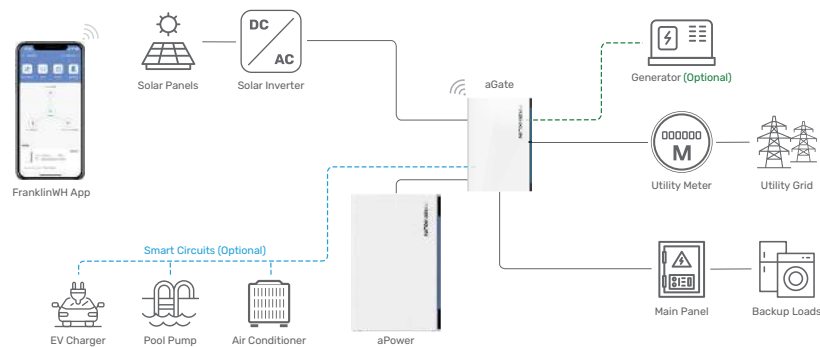 DC
AC
aGate
Solar Panels
Solar Inverter
Generator (Optional)
M
FranklinWH App
Utility Meter
Utility Grid
Smart Circuits (Optional)
EV Charger
Pool Pump
Air Conditioner
aPower
Main Panel
Backup Loads